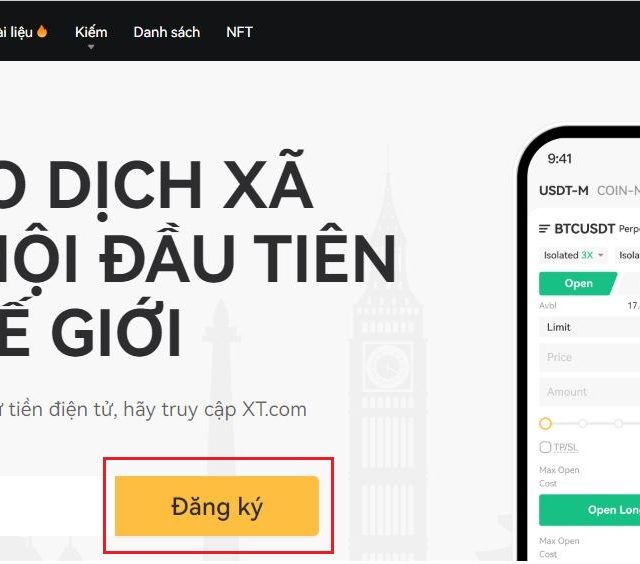 ài liệu Kiếm Danh sách NFT
O DỊCH XÃ
HỘI ĐẦU TIÊN
Ế GIỚI
tiền điện tử, hãy truy cập XT.com
Đăng ký
9:41
USDT-M COIN-M
BTCUSDT Perpe
Isolated 3X Isola
Open
Avbl 17.
Limit
Price
Amount
TP/SL
Max Open
Cost
Open Long
Max Open
Cost